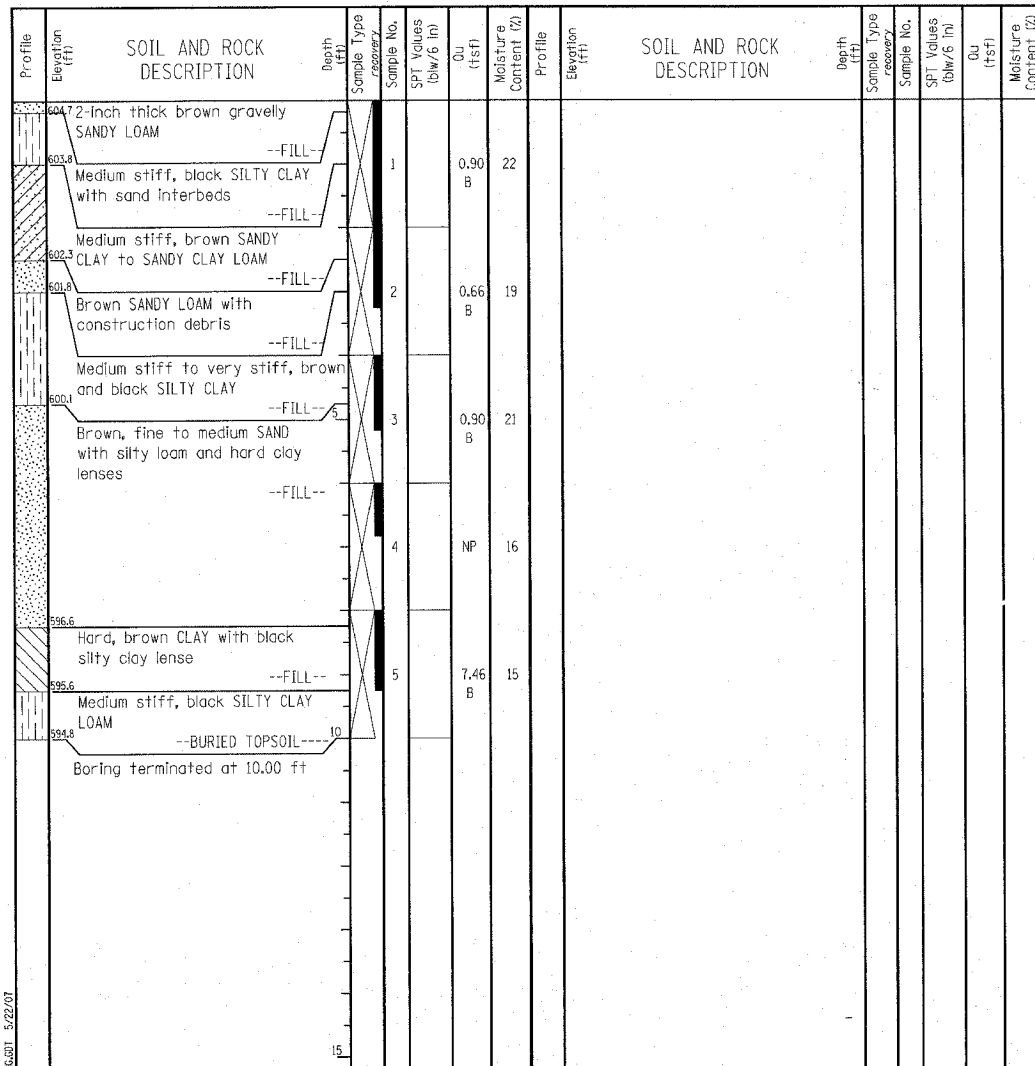 Profile
Elevation
(ft)
SOIL AND ROCK
DESCRIPTION
Depth
(ft)
Sample Type
recovery
Sample No.
SPT Values
(blw/6 in)
Qu
(tsf)
Moisture
Content (%)
Profile
Elevation
(ft)
SOIL AND ROCK
DESCRIPTION
Depth
(ft)
Sample Type
recovery
Sample No.
SPT Values
(blw/6 in)
Qu
(tsf)
Moisture
Content (%)
604.7 2-inch thick brown gravelly
SANDY LOAM
--FILL--
603.8
1 0.90 22
B
Medium stiff, black SILTY CLAY
with sand interbeds
--FILL--
Medium stiff, brown SANDY
602.3 CLAY to SANDY CLAY LOAM
--FILL--
601.8
2 0.66 19
B
Brown SANDY LOAM with
construction debris
--FILL--
Medium stiff to very stiff, brown
and black SILTY CLAY
600.1
--FILL-- 5
3 0.90 21
B
Brown, fine to medium SAND
with silty loam and hard clay
lenses
--FILL--
4 NP 16
596.6
Hard, brown CLAY with black
silty clay lense
--FILL--
5 7.46 15
B
595.6
Medium stiff, black SILTY CLAY
LOAM
594.8
--BURIED TOPSOIL---- 10
Boring terminated at 10.00 ft
15
G.GDT 5/22/07